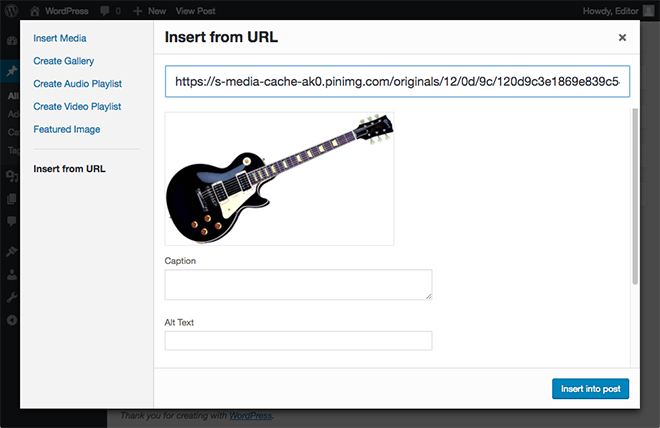 WordPress 0 + New View Post Howdy, Editor
Insert Media
Create Gallery
Create Audio Playlist
Create Video Playlist
Featured Image
Insert from URL
Insert from URL ×
https://s-media-cache-ak0.pinimg.com/originals/12/0d/9c/120d9c3e1869e839c5
Caption
Alt Text
Insert into post
All
Ad
Ca
Tag
Thank you for creating with WordPress.